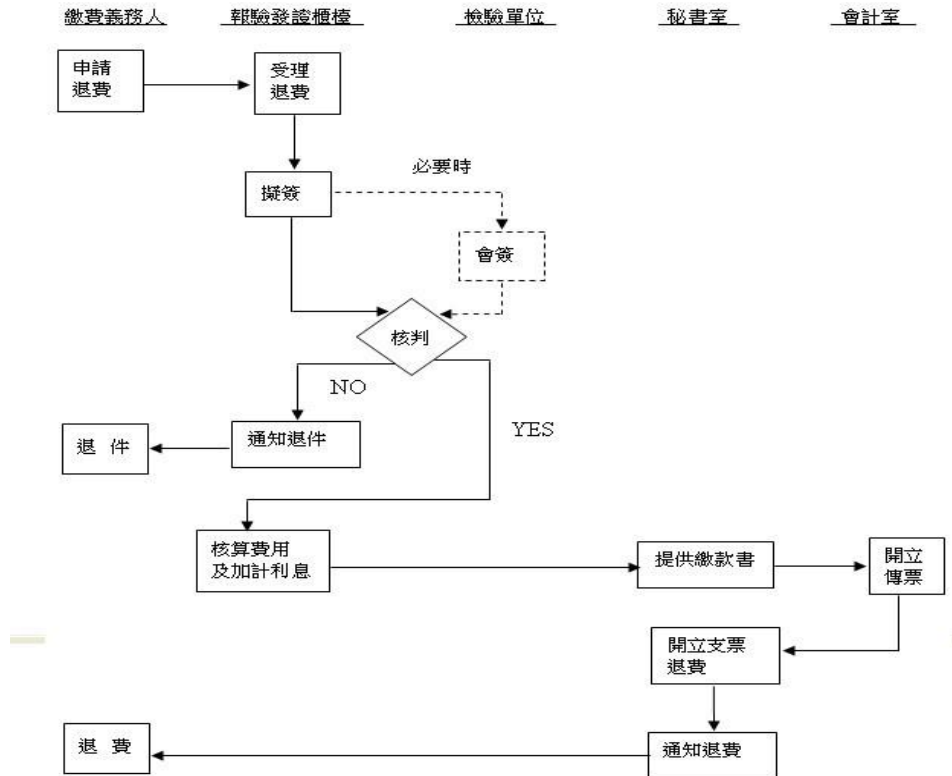 繳費義務人 報驗發證櫃檯 檢驗單位 秘書室 會計室
申請
退費
受理
退費
必要時
擬簽
會簽
核判
NO
YES
通知退件
退 件
核算費用
及加計利息
提供繳款書
開立
傳票
開立支票
退費
退 費
通知退費